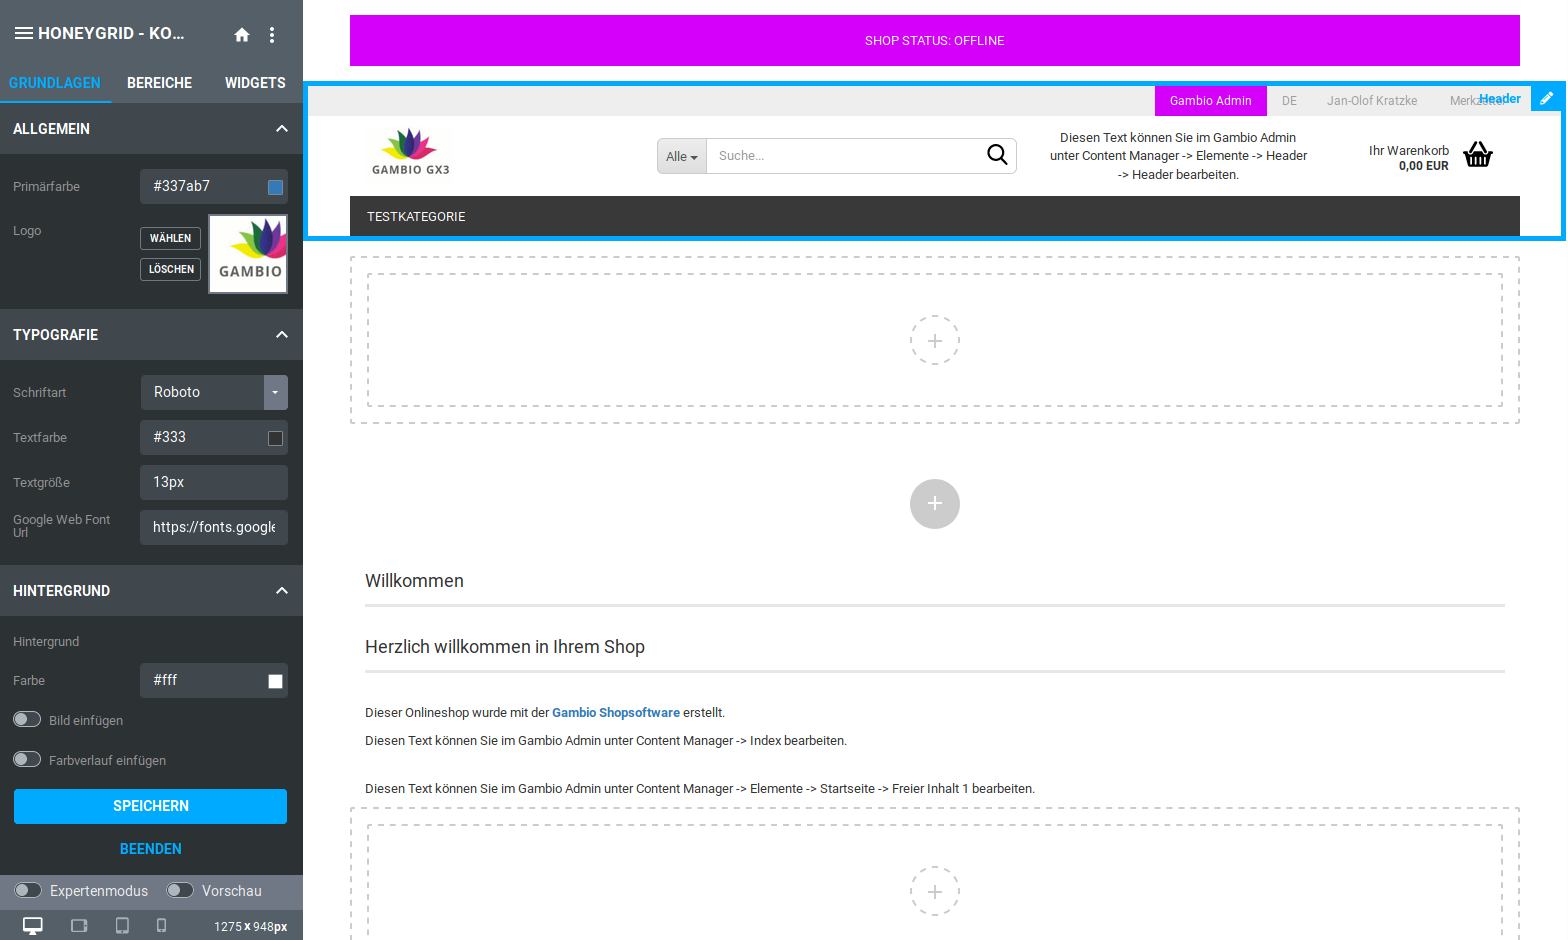 HONEYGRID - KO...
GRUNDLAGEN BEREICHE WIDGETS
ALLGEMEIN
Primärfarbe #337ab7
Logo WÄHLEN
LÖSCHEN
GAMBIO
TYPOGRAFIE
Schriftart Roboto
Textfarbe #333
Textgröße 13px
Google Web Font
Url
https://fonts.google
HINTERGRUND
Hintergrund
Farbe #fff
Bild einfügen
Farbverlauf einfügen
SPEICHERN
BEENDEN
Expertenmodus Vorschau
1275 x 948px
SHOP STATUS: OFFLINE
Gambio Admin DE Jan-Olof Kratzke Header
GAMBIO GX3
Alle Suche...
Diesen Text können Sie im Gambio Admin
unter Content Manager -> Elemente -> Header
-> Header bearbeiten.
Ihr Warenkorb
0,00 EUR
TESTKATEGORIE
Willkommen
Herzlich willkommen in Ihrem Shop
Dieser Onlineshop wurde mit der Gambio Shopsoftware erstellt.
Diesen Text können Sie im Gambio Admin unter Content Manager -> Index bearbeiten.
Diesen Text können Sie im Gambio Admin unter Content Manager -> Elemente -> Startseite -> Freier Inhalt 1 bearbeiten.